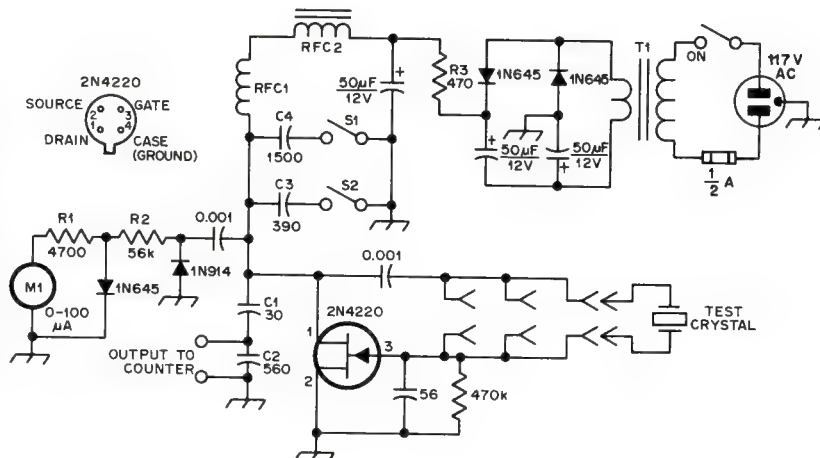 RFC2
T1
ON
117V
AC
2N4220
SOURCE
GATE
2
3
1
4
DRAIN
CASE
(GROUND)
RFC1
50µF
12V
+
R3
470
1N645
1N645
C4
1500
S1
+
50µF
12V
50µF
12V
+
1/2 A
C3
390
S2
R1
4700
R2
56k
0.001
0.001
M1
0-100
µA
1N645
1N914
C1
30
2N4220
1
3
2
TEST
CRYSTAL
OUTPUT TO
COUNTER
C2
560
56
470k